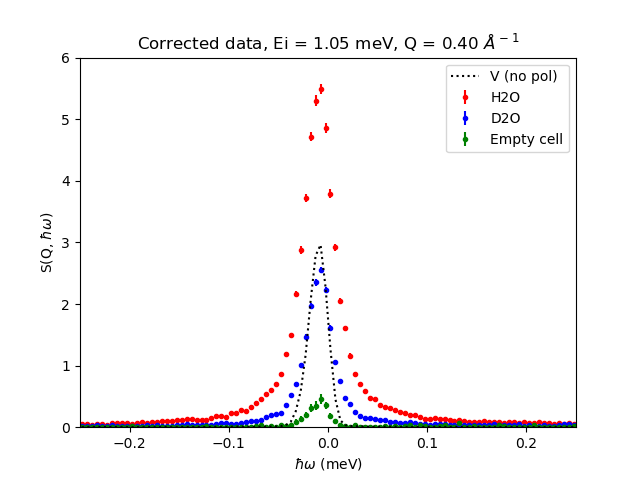 Corrected data, Ei = 1.05 meV, Q = 0.40 Å⁻¹
V (no pol)
H2O
D2O
Empty cell
S(Q, ℏω)
6
5
4
3
2
1
0
−0.2 −0.1 0.0 0.1 0.2
ℏω (meV)